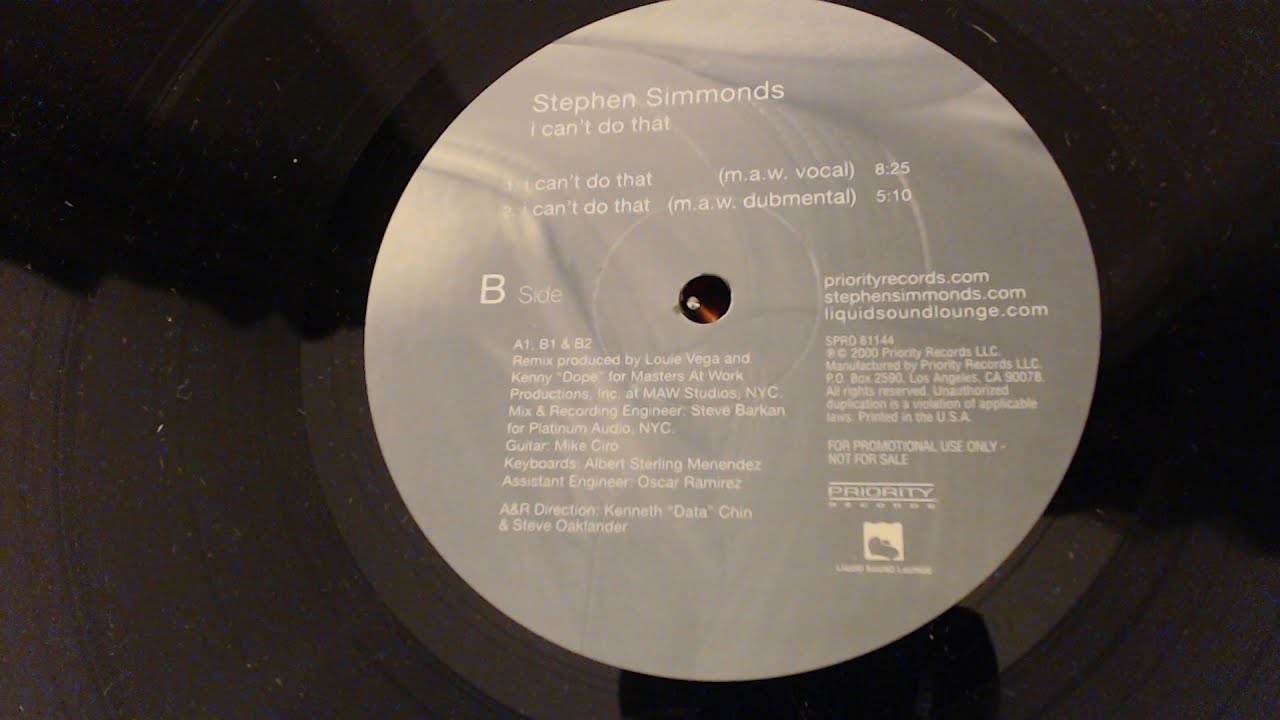 Stephen Simmonds
i can't do that
1. i can't do that (m.a.w. vocal) 8:25
2. i can't do that (m.a.w. dubmental) 5:10
B Side
A1, B1 & B2
Remix produced by Louie Vega and
Kenny "Dope" for Masters At Work
Productions, Inc. at MAW Studios, NYC.
Mix & Recording Engineer: Steve Barkan
for Platinum Audio, NYC.
Guitar: Mike Ciro
Keyboards: Albert Sterling Menendez
Assistant Engineer: Oscar Ramirez
A&R Direction: Kenneth "Data" Chin
& Steve Oaklander
priorityrecords.com
stephensimmonds.com
liquidsoundlounge.com
SPRO 81144
℗ © 2000 Priority Records LLC.
Manufactured by Priority Records LLC.
P.O. Box 2590, Los Angeles, CA 90078.
All rights reserved. Unauthorized
duplication is a violation of applicable
laws. Printed in the U.S.A.
FOR PROMOTIONAL USE ONLY -
NOT FOR SALE
PRIORITY
RECORDS
LIQUID SOUND LOUNGE